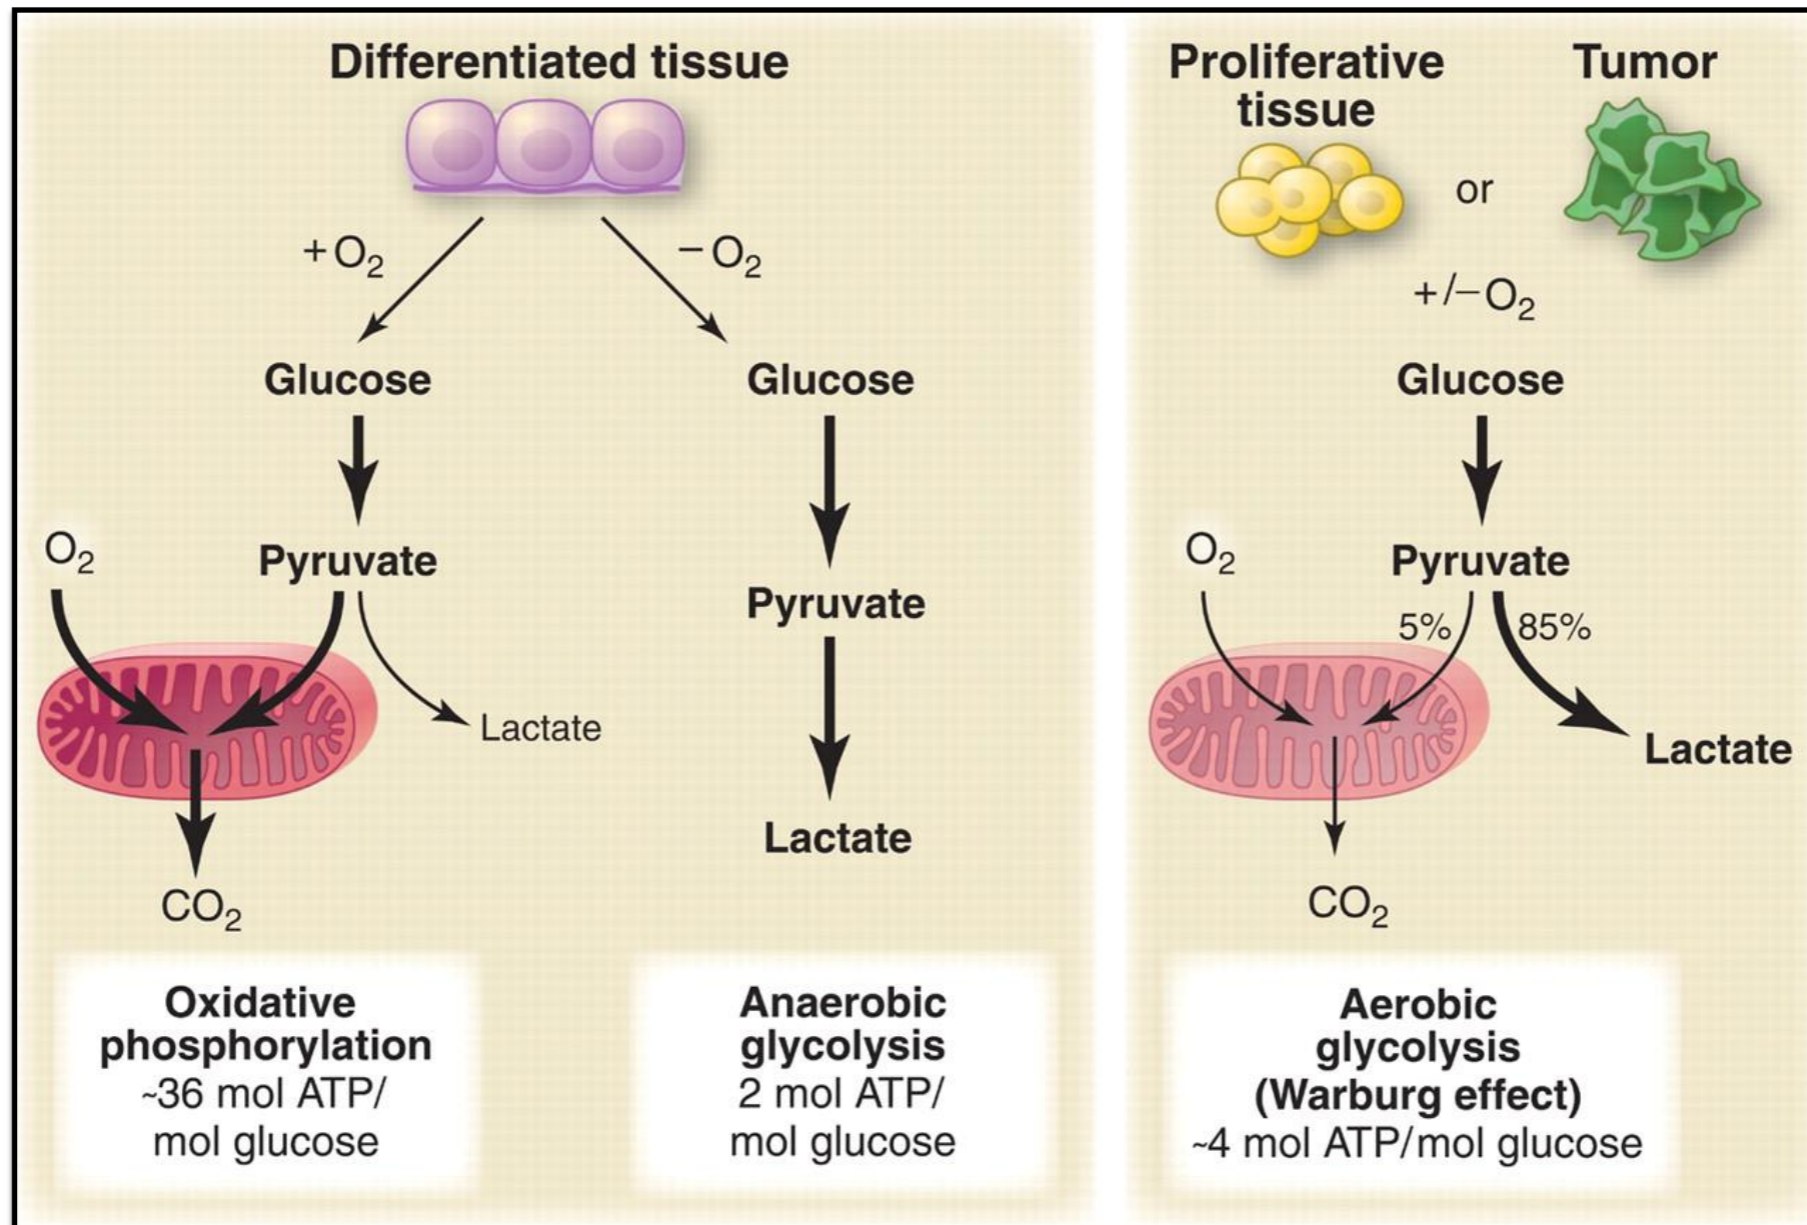 Differentiated tissue
+O₂
−O₂
Glucose
Glucose
O₂
Pyruvate
Pyruvate
Lactate
Lactate
CO₂
Oxidative
phosphorylation
~36 mol ATP/
mol glucose
Anaerobic
glycolysis
2 mol ATP/
mol glucose
Proliferative
tissue
or
Tumor
+/−O₂
Glucose
O₂
Pyruvate
5%
85%
Lactate
CO₂
Aerobic
glycolysis
(Warburg effect)
~4 mol ATP/mol glucose